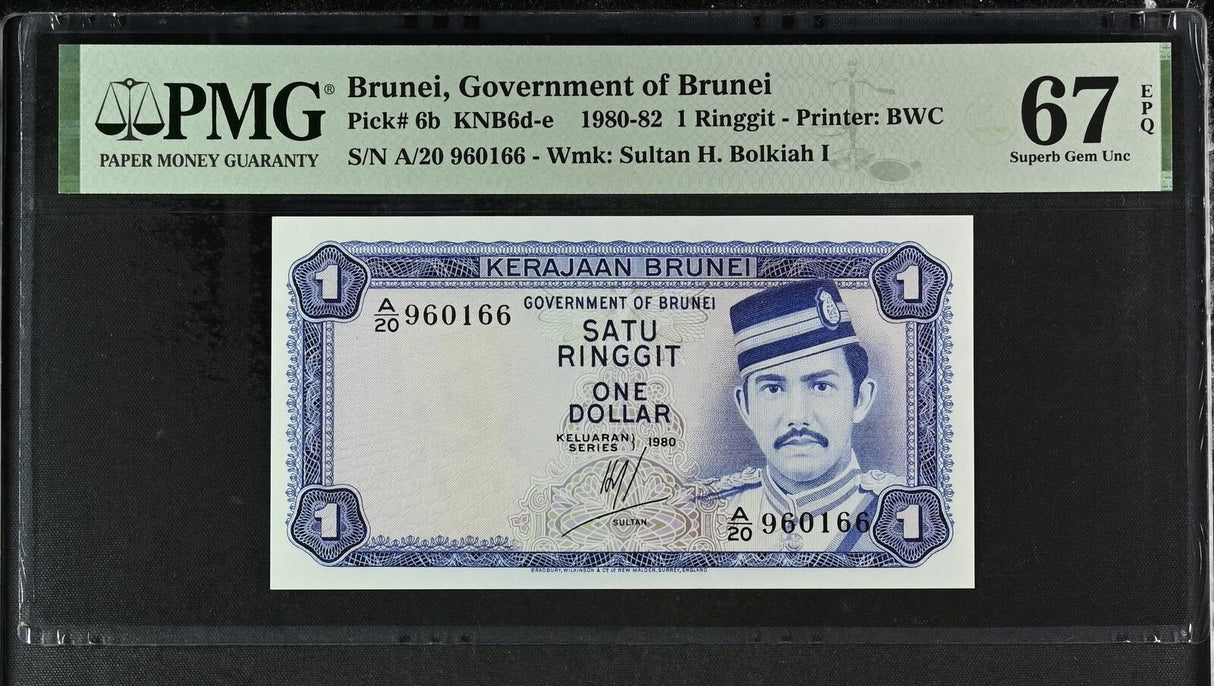 PMG®
PAPER MONEY GUARANTY
Brunei, Government of Brunei
Pick# 6b KNB6d-e 1980-82 1 Ringgit - Printer: BWC
S/N A/20 960166 - Wmk: Sultan H. Bolkiah I
67
EPQ
Superb Gem Unc
1 KERAJAAN BRUNEI 1
GOVERNMENT OF BRUNEI
A/20 960166
SATU
RINGGIT
ONE
DOLLAR
KELUARAN} 1980
SERIES
SULTAN
A/20 960166
1 1
BRADBURY, WILKINSON & Cº Lº NEW MALDEN, SURREY, ENGLAND